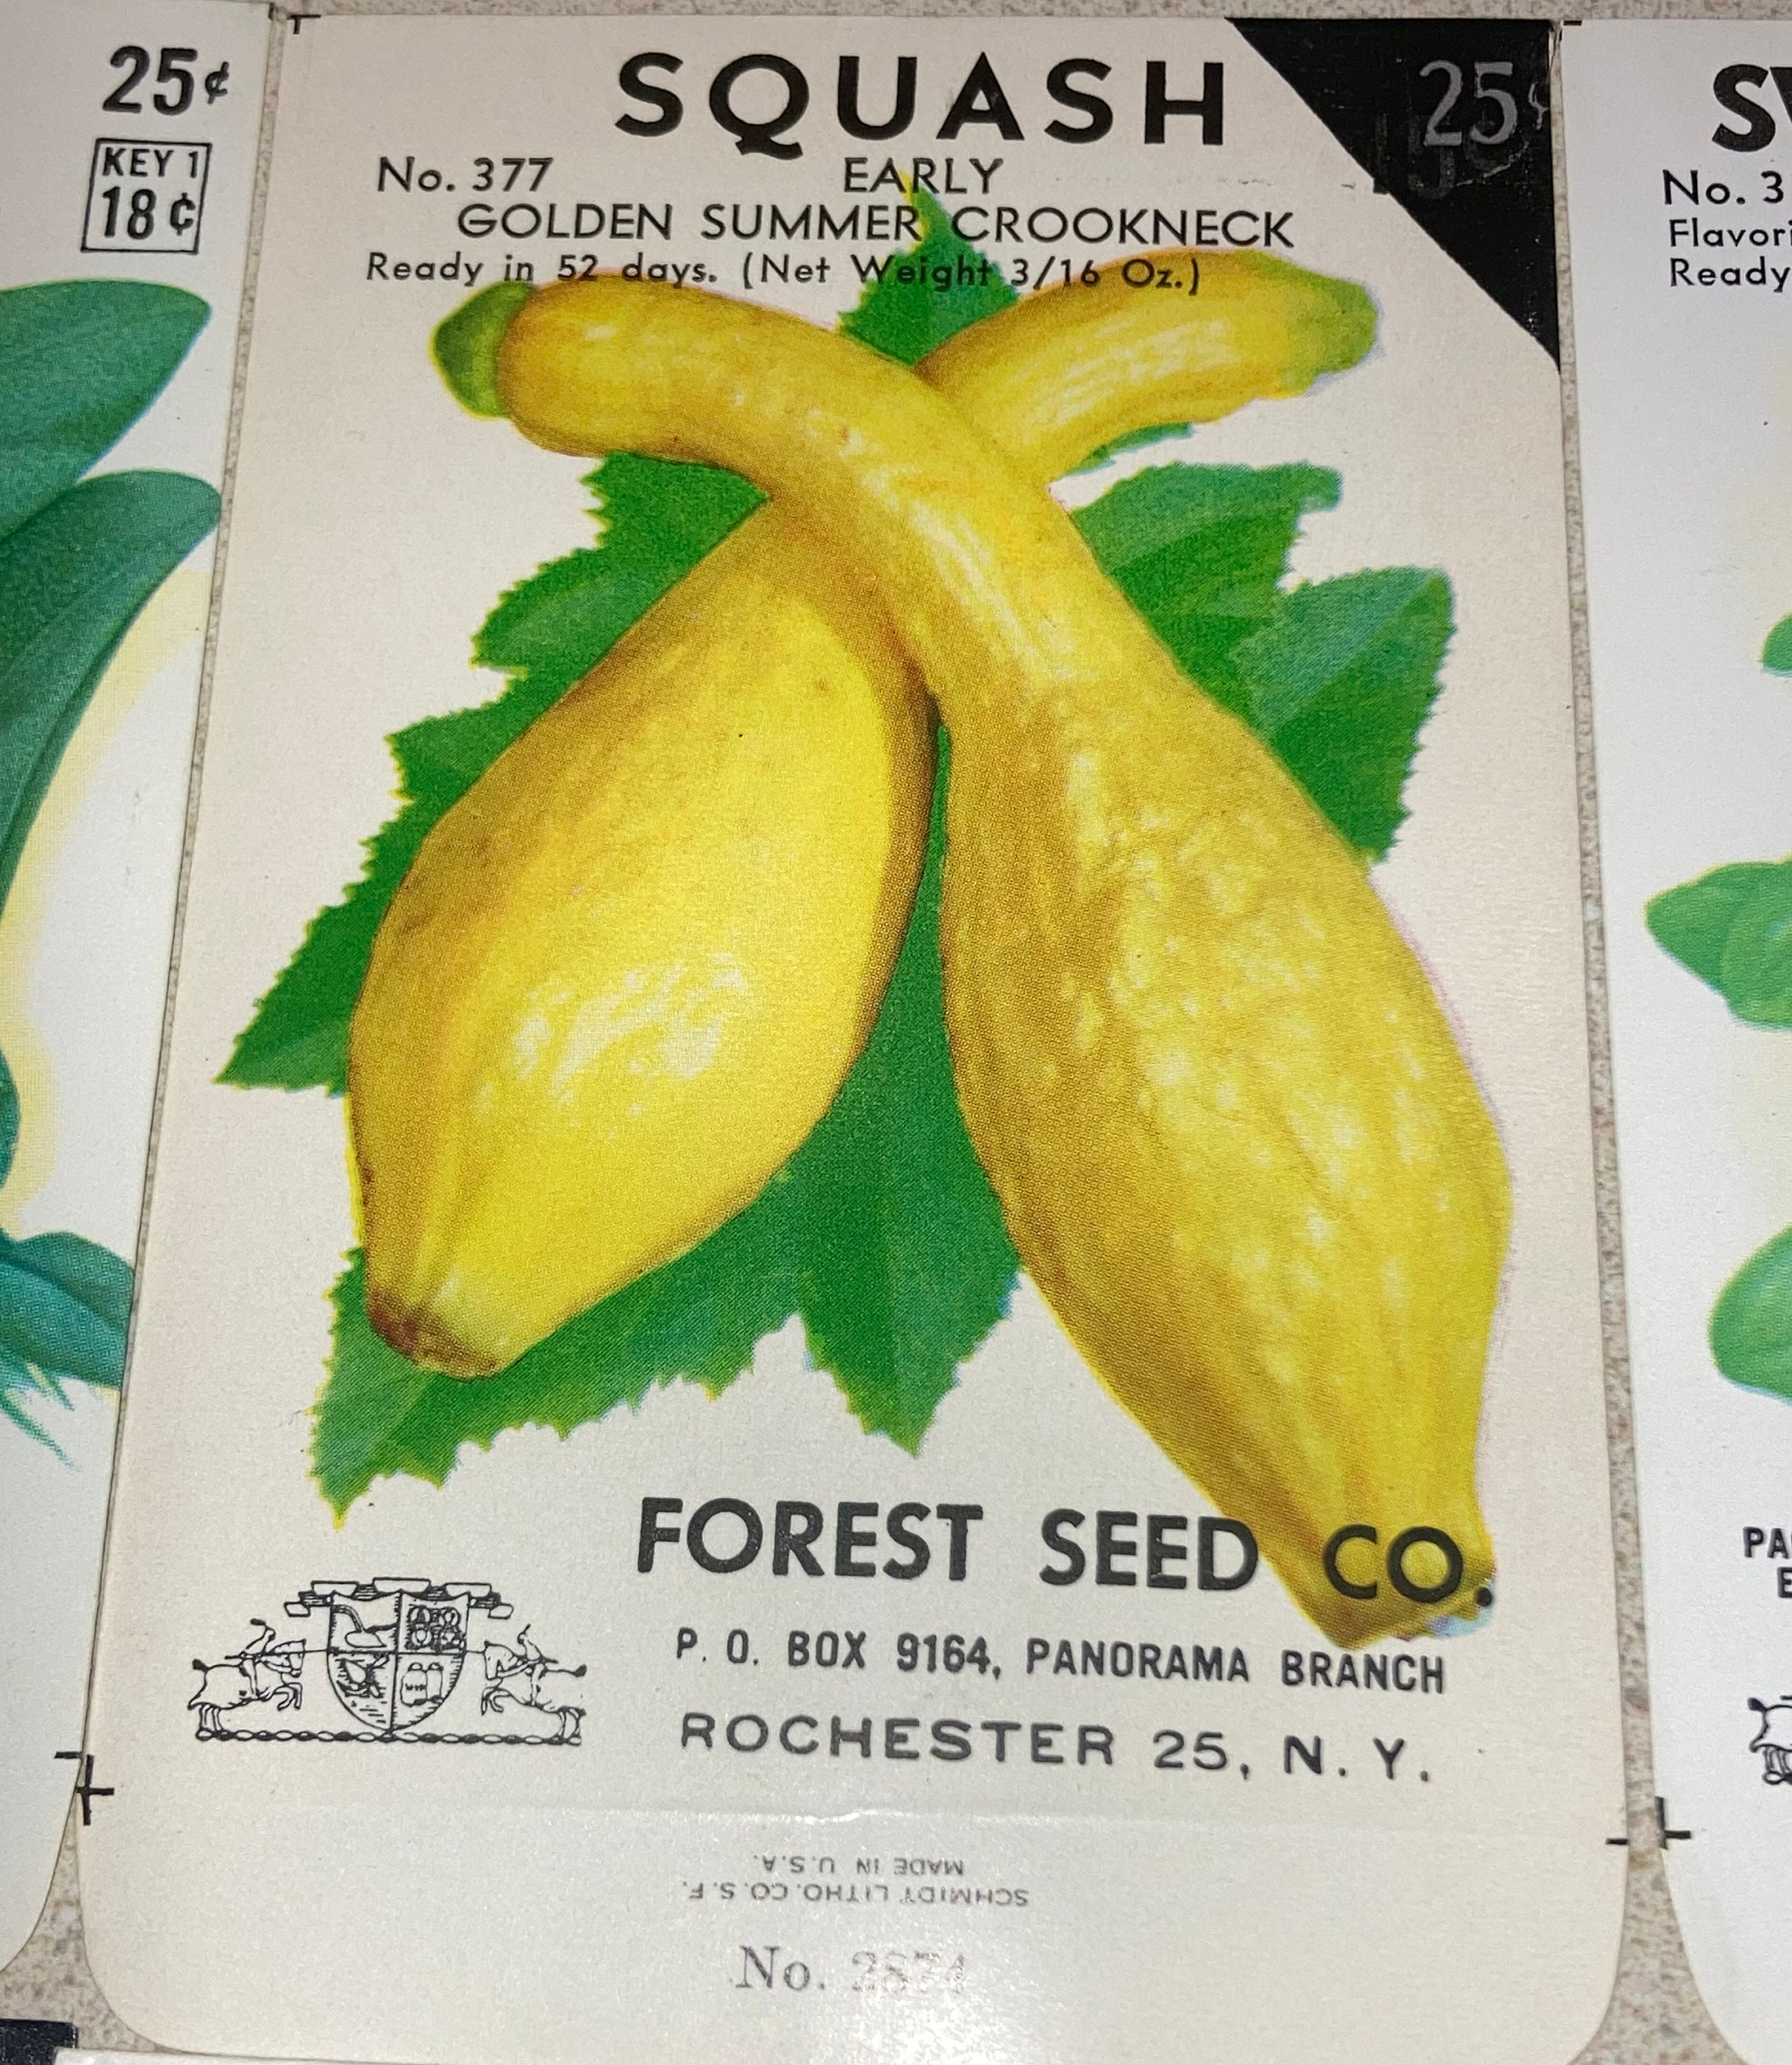 25¢
KEY 1
18¢
SQUASH
25¢
No. 377
EARLY
GOLDEN SUMMER CROOKNECK
Ready in 52 days. (Net Weight 3/16 Oz.)
FOREST SEED CO.
P. O. BOX 9164, PANORAMA BRANCH
ROCHESTER 25, N. Y.
SCHMIDT LITHO. CO. S. F.
MADE IN U.S.A.
No. 2874
No. 3
Ready